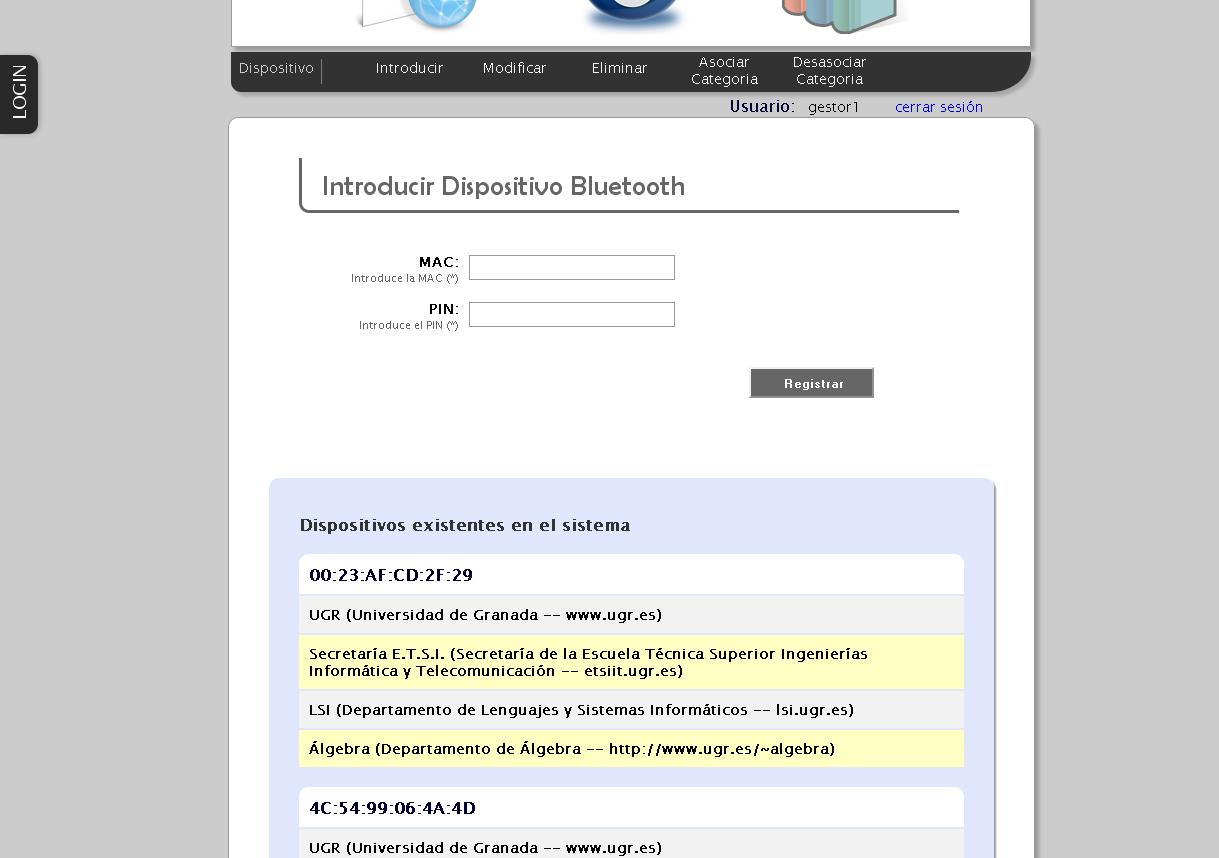 LOGIN
Dispositivo Introducir Modificar Eliminar Asociar Categoria Desasociar Categoria
Usuario: gestor1 cerrar sesión
Introducir Dispositivo Bluetooth
MAC:
Introduce la MAC (*)
PIN:
Introduce el PIN (*)
Registrar
Dispositivos existentes en el sistema
00:23:AF:CD:2F:29
UGR (Universidad de Granada -- www.ugr.es)
Secretaría E.T.S.I. (Secretaría de la Escuela Técnica Superior Ingenierías
Informática y Telecomunicación -- etsiit.ugr.es)
LSI (Departamento de Lenguajes y Sistemas Informáticos -- lsi.ugr.es)
Álgebra (Departamento de Álgebra -- http://www.ugr.es/~algebra)
4C:54:99:06:4A:4D
UGR (Universidad de Granada -- www.ugr.es)